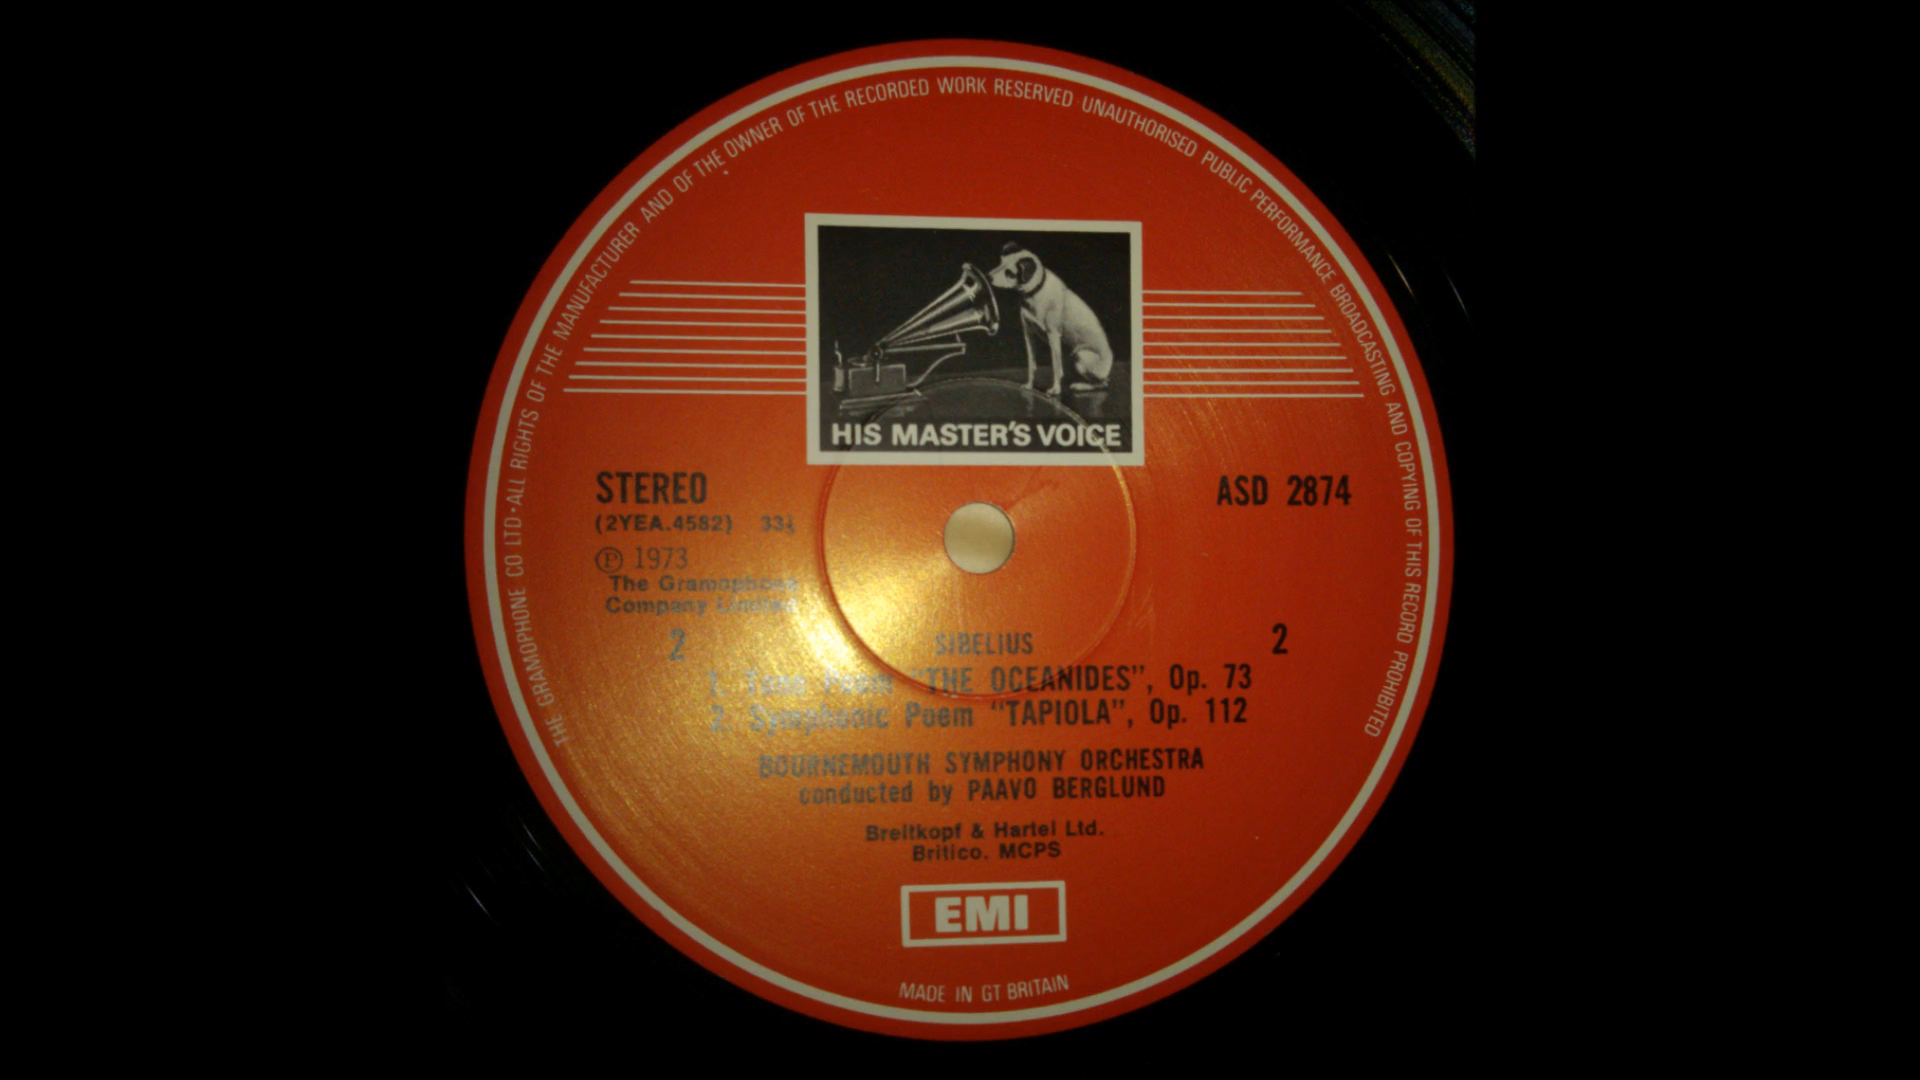 THE GRAMOPHONE CO LTD · ALL RIGHTS OF THE MANUFACTURER AND OF THE OWNER OF THE RECORDED WORK RESERVED · UNAUTHORISED PUBLIC PERFORMANCE BROADCASTING AND COPYING OF THIS RECORD PROHIBITED
HIS MASTER'S VOICE
STEREO
ASD 2874
(2YEA.4582) 33⅓
Ⓟ 1973
The Gramophone
Company Limited
2 SIBELIUS 2
1. Tone Poem "THE OCEANIDES", Op. 73
2. Symphonic Poem "TAPIOLA", Op. 112
BOURNEMOUTH SYMPHONY ORCHESTRA
conducted by PAAVO BERGLUND
Breitkopf & Hartel Ltd.
Britico. MCPS
EMI
MADE IN GT BRITAIN